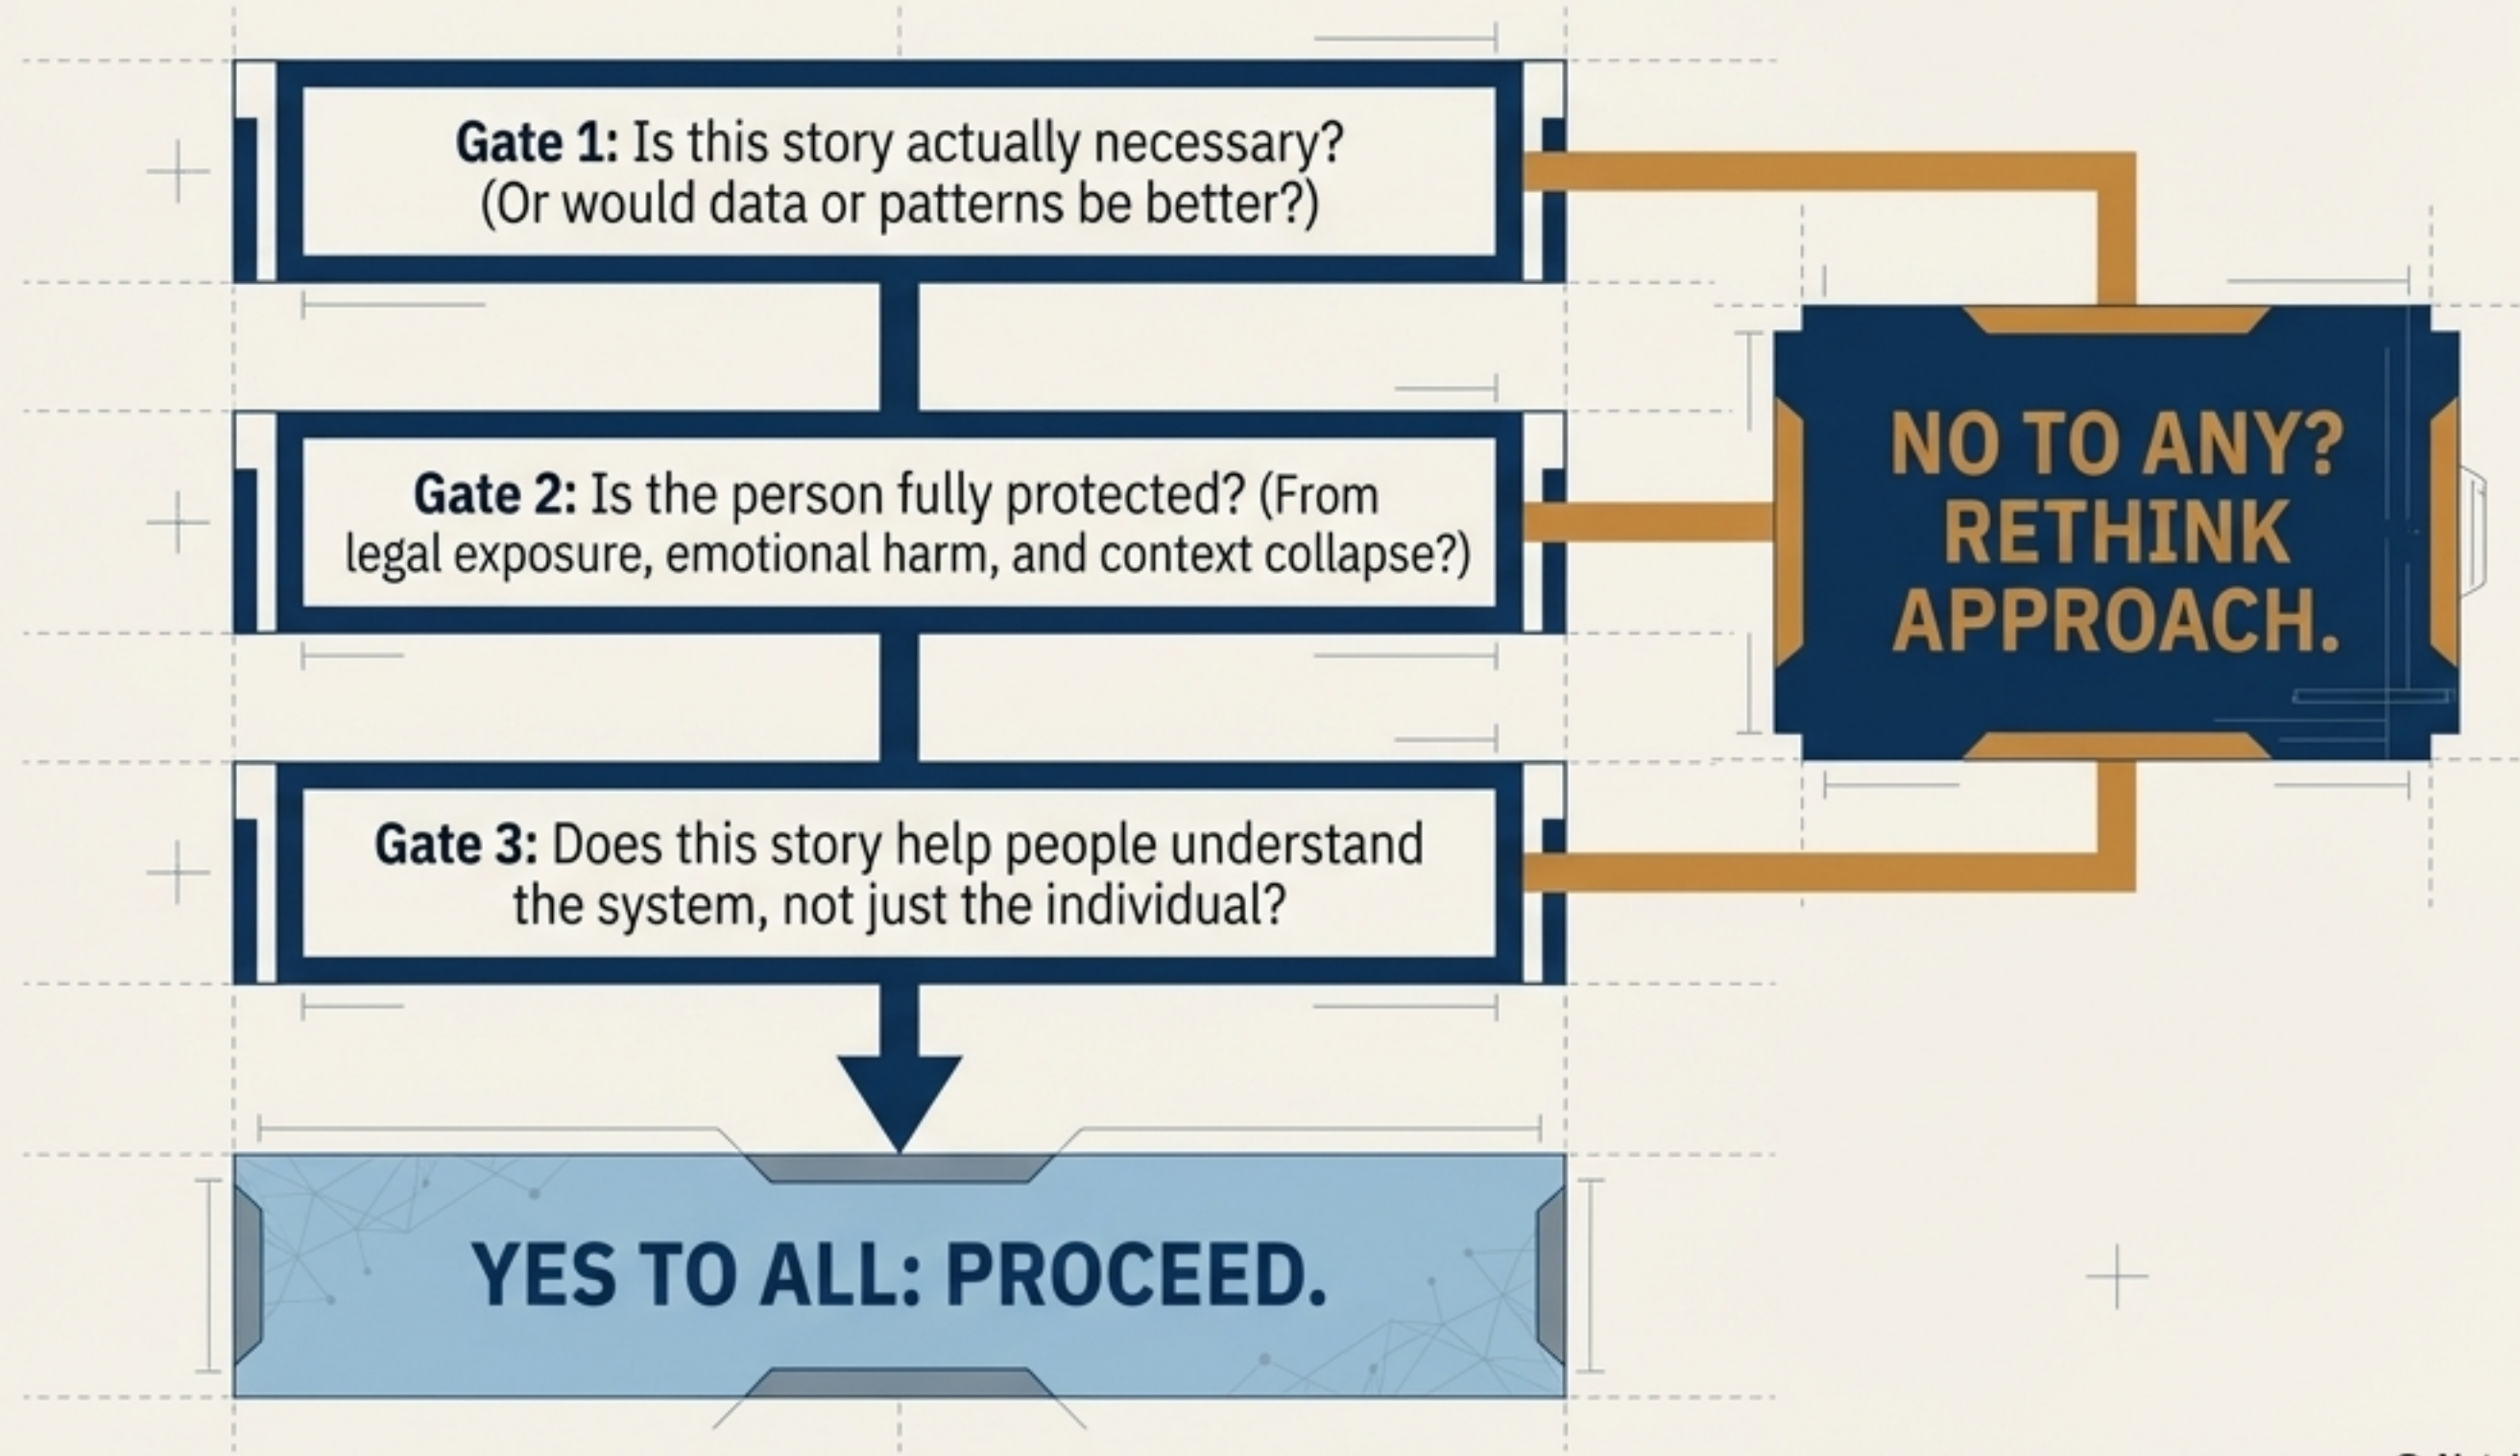 Gate 1: Is this story actually necessary?
(Or would data or patterns be better?)
Gate 2: Is the person fully protected? (From
legal exposure, emotional harm, and context collapse?)
Gate 3: Does this story help people understand
the system, not just the individual?
NO TO ANY?
RETHINK
APPROACH.
YES TO ALL: PROCEED.